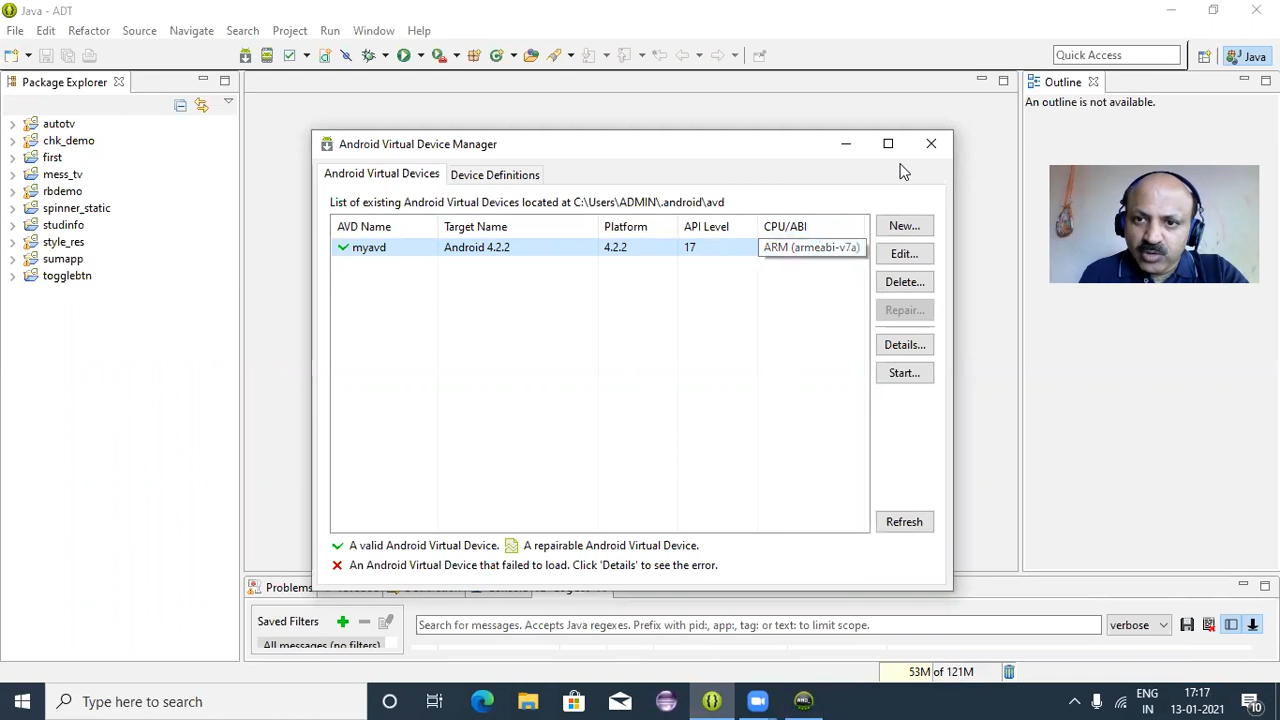 Java - ADT
File Edit Refactor Source Navigate Search Project Run Window Help
Quick Access
Java
Package Explorer
Outline
An outline is not available.
autotv
chk_demo
first
mess_tv
rbdemo
spinner_static
studinfo
style_res
sumapp
togglebtn
Android Virtual Device Manager
Android Virtual Devices Device Definitions
List of existing Android Virtual Devices located at C:\Users\ADMIN\.android\avd
AVD Name Target Name Platform API Level CPU/ABI
myavd Android 4.2.2 4.2.2 17 ARM (armeabi-v7a)
New...
Edit...
Delete...
Repair...
Details...
Start...
Refresh
A valid Android Virtual Device. A repairable Android Virtual Device.
An Android Virtual Device that failed to load. Click 'Details' to see the error.
Problems
Saved Filters
All messages (no filters)
Search for messages. Accepts Java regexes. Prefix with pid:, app:, tag: or text: to limit scope.
verbose
53M of 121M
Type here to search
ENG
IN
17:17
13-01-2021
10